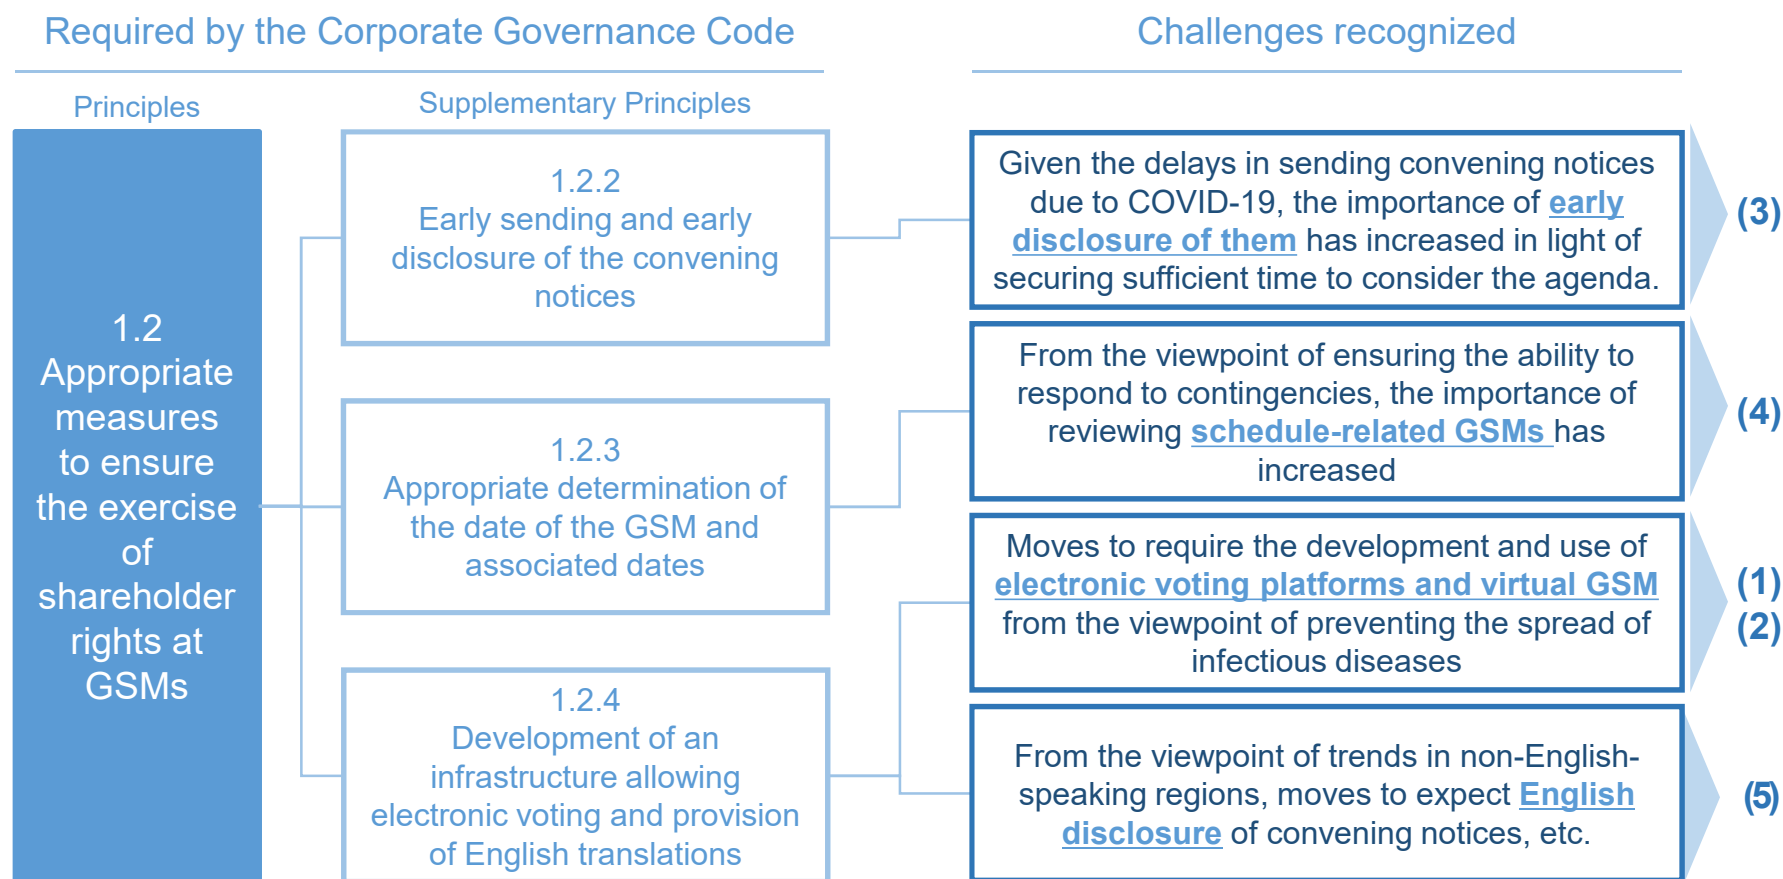 Required by the Corporate Governance Code
Challenges recognized
Principles
Supplementary Principles
1.2
Appropriate
measures
to ensure
the exercise
of
shareholder
rights at
GSMs
1.2.2
Early sending and early
disclosure of the convening
notices
1.2.3
Appropriate determination of
the date of the GSM and
associated dates
1.2.4
Development of an
infrastructure allowing
electronic voting and provision
of English translations
Given the delays in sending convening notices
due to COVID-19, the importance of early
disclosure of them has increased in light of
securing sufficient time to consider the agenda.
(3)
From the viewpoint of ensuring the ability to
respond to contingencies, the importance of
reviewing schedule-related GSMs has
increased
(4)
Moves to require the development and use of
electronic voting platforms and virtual GSM
from the viewpoint of preventing the spread of
infectious diseases
(1)
(2)
From the viewpoint of trends in non-English-
speaking regions, moves to expect English
disclosure of convening notices, etc.
(5)